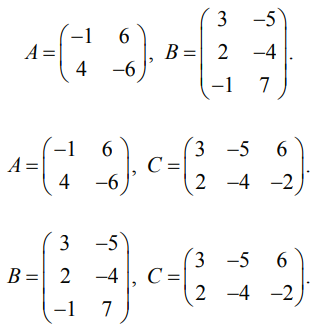 A = (−1 6
4 −6), B = (3 −5
2 −4
−1 7).
A = (−1 6
4 −6), C = (3 −5 6
2 −4 −2).
B = (3 −5
2 −4
−1 7), C = (3 −5 6
2 −4 −2).